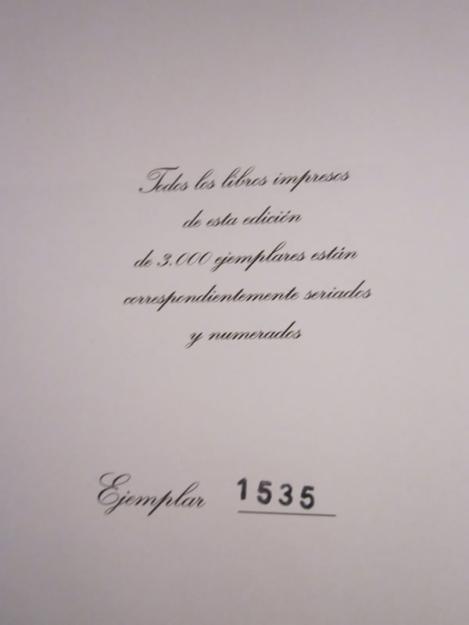 Todos los libros impresos
de esta edición
de 3.000 ejemplares están
correspondientemente seriados
y numerados
Ejemplar 1535